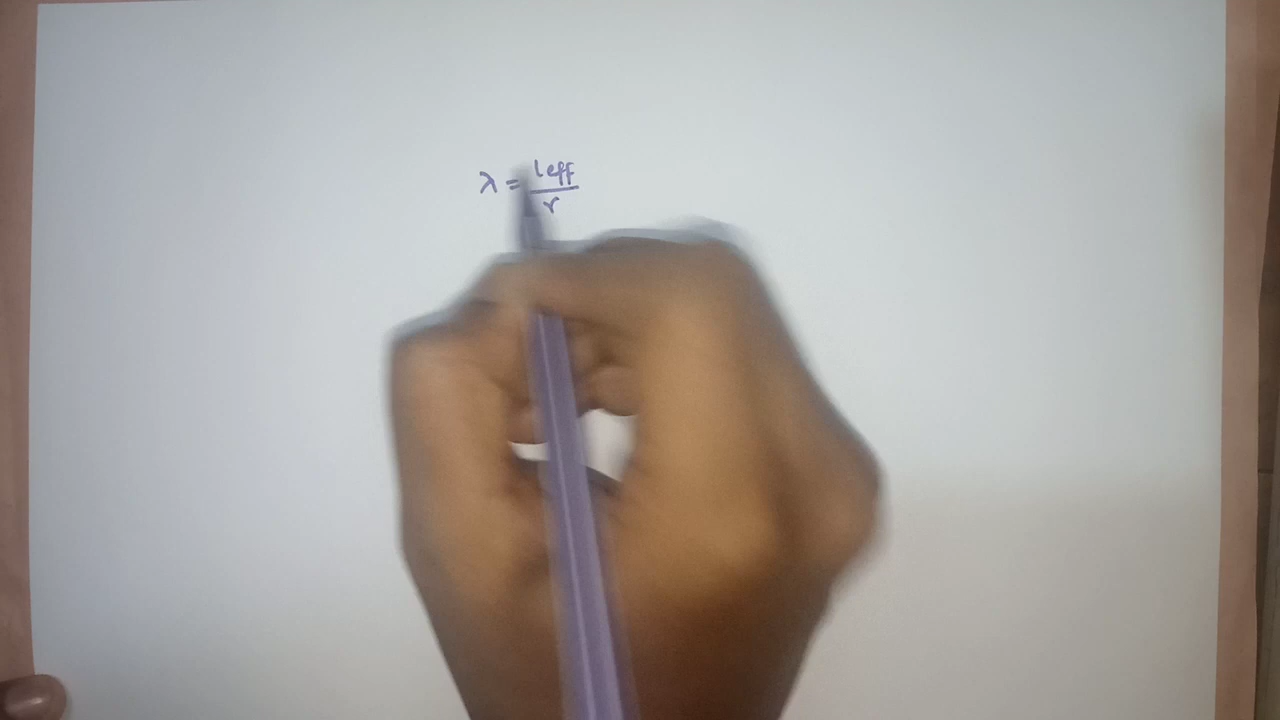 λ = leff
r